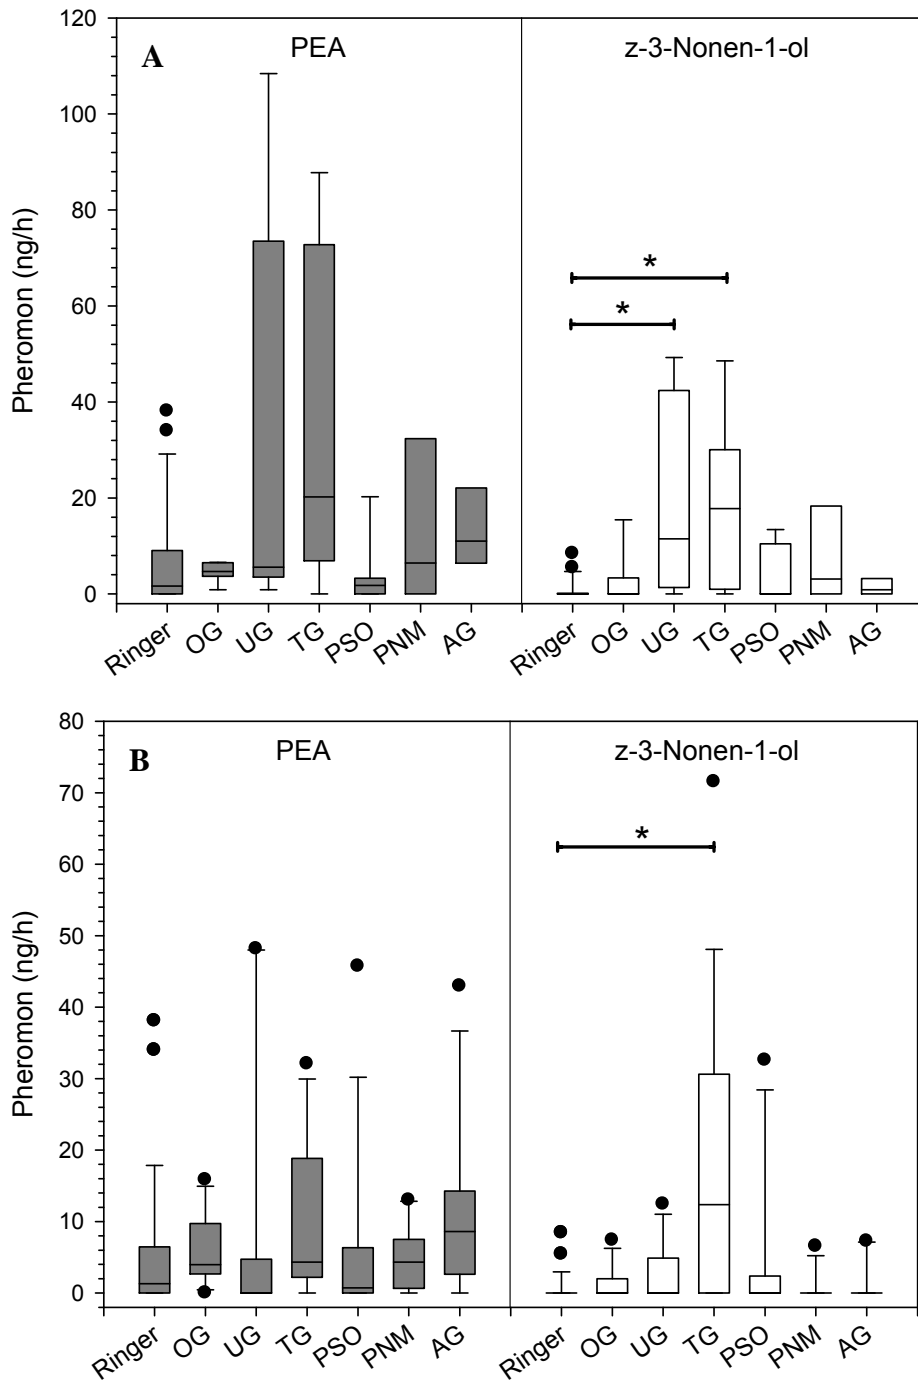 A
PEA
z-3-Nonen-1-ol
Pheromon (ng/h)
120
100
80
60
40
20
0
*
*
Ringer
OG
UG
TG
PSO
PNM
AG
Ringer
OG
UG
TG
PSO
PNM
AG
B
PEA
z-3-Nonen-1-ol
Pheromon (ng/h)
80
70
60
50
40
30
20
10
0
*
Ringer
OG
UG
TG
PSO
PNM
AG
Ringer
OG
UG
TG
PSO
PNM
AG